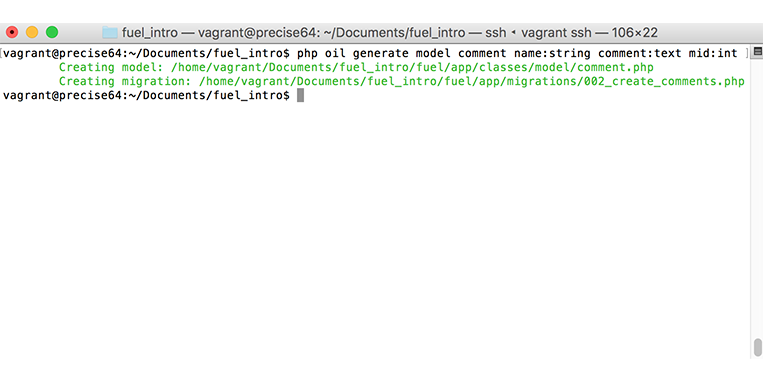 fuel_intro — vagrant@precise64: ~/Documents/fuel_intro — ssh ◂ vagrant ssh — 106×22
[vagrant@precise64:~/Documents/fuel_intro$ php oil generate model comment name:string comment:text mid:int ]
Creating model: /home/vagrant/Documents/fuel_intro/fuel/app/classes/model/comment.php
Creating migration: /home/vagrant/Documents/fuel_intro/fuel/app/migrations/002_create_comments.php
vagrant@precise64:~/Documents/fuel_intro$